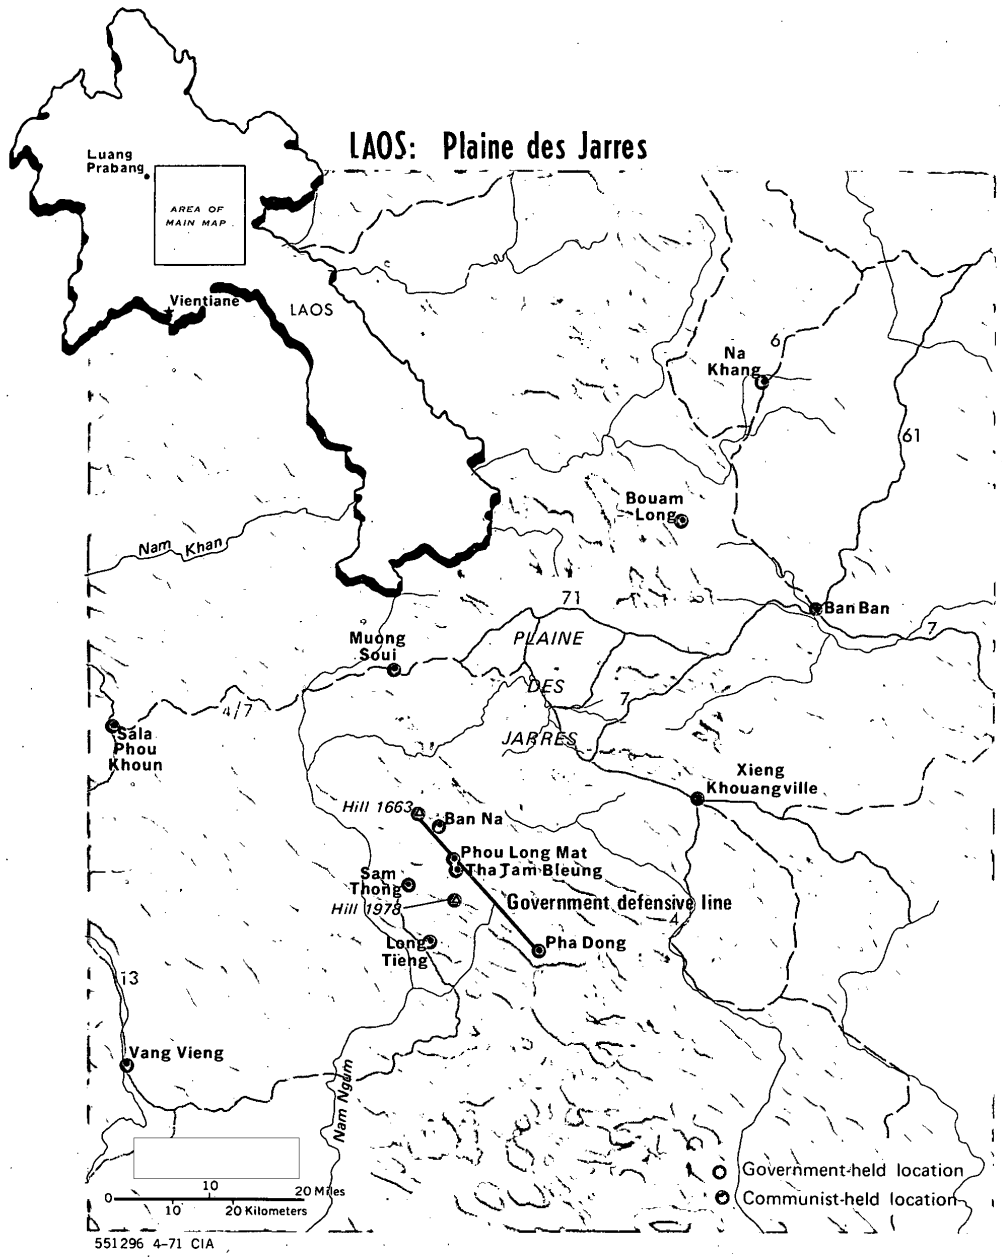 LAOS: Plaine des Jarres
Luang
Prabang
AREA OF
MAIN MAP
Vientiane
LAOS
6
Na
Khang
61
Bouam
Long
Nam Khan
71
Ban Ban
7
Muong
Soui
PLAINE
DES
JARRES
7
4/7
Sala
Phou
Khoun
Xieng
Khouangville
Hill 1663
Ban Na
Phou Long Mat
Tha Tam Bleung
Sam
Thong
Hill 1978
Government defensive line
4
Long
Tieng
Pha Dong
13
Vang Vieng
Nam Ngum
Government-held location
Communist-held location
0 10 20 Miles
10 20 Kilometers
551296 4-71 CIA